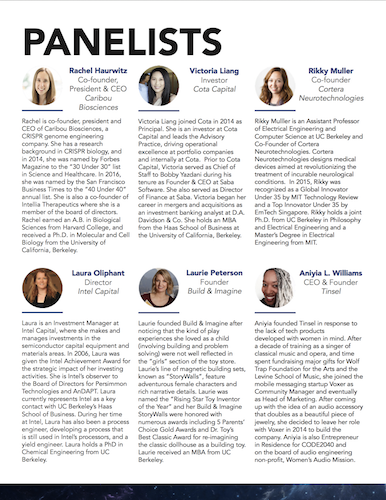 PANELISTS
Rachel Haurwitz
Co-founder,
President & CEO
Caribou
Biosciences
Rachel is co-founder, president and
CEO of Caribou Biosciences, a
CRISPR genome engineering
company. She has a research
background in CRISPR biology, and
in 2014, she was named by Forbes
Magazine to the "30 Under 30" list
in Science and Healthcare. In 2016,
she was named by the San Francisco
Business Times to the "40 Under 40"
annual list. She is also a co-founder of
Intellia Therapeutics where she is a
member of the board of directors.
Rachel earned an A.B. in Biological
Sciences from Harvard College, and
received a Ph.D. in Molecular and Cell
Biology from the University of
California, Berkeley.
Victoria Liang
Investor
Cota Capital
Victoria Liang joined Cota in 2014 as
Principal. She is an investor at Cota
Capital and leads the Advisory
Practice, driving operational
excellence at portfolio companies
and internally at Cota. Prior to Cota
Capital, Victoria served as Chief of
Staff to Bobby Yazdani during his
tenure as Founder & CEO at Saba
Software. She also served as Director
of Finance at Saba. Victoria began her
career in mergers and acquisitions as
an investment banking analyst at D.A.
Davidson & Co. She holds an MBA
from the Haas School of Business at
the University of California, Berkeley.
Rikky Muller
Co-founder
Cortera
Neurotechnologies
Rikky Muller is an Assistant Professor
of Electrical Engineering and
Computer Science at UC Berkeley and
Co-Founder of Cortera
Neurotechnologies. Cortera
Neurotechnologies designs medical
devices aimed at revolutionizing the
treatment of incurable neurological
conditions. In 2015, Rikky was
recognized as a Global Innovator
Under 35 by MIT Technology Review
and a Top Innovator Under 35 by
EmTech Singapore. Rikky holds a joint
Ph.D. from UC Berkeley in Philosophy
and Electrical Engineering and a
Master's Degree in Electrical
Engineering from MIT.
Laura Oliphant
Director
Intel Capital
Laura is an Investment Manager at
Intel Capital, where she makes and
manages investments in the
semiconductor capital equipment and
materials areas. In 2006, Laura was
given the Intel Achievement Award for
the strategic impact of her investing
activities. She Intel's observer to
the Board of Directors for Persimmon
Technologies and AnDAPT. Laura
currently represents Intel as a key
contact with UC Berkeley's Haas
School of Business. During her time
at Intel, Laura has also been a process
engineer, developing a process that
is still used in Intel's processors, and a
yield engineer. Laura holds a PhD
in Chemical Engineering from UC
Berkeley.
Laurie Peterson
Founder
Build & Imagine
Laurie founded Build & Imagine after
noticing that the kind of play
experiences she loved as a child
(involving building and problem
solving) were not well reflected in
the "girls" section of the toy store.
Laurie's line of magnetic building sets,
known as "StoryWalls", feature
adventurous female characters and
rich narrative details. Laurie was
named the "Rising Star Toy Inventor
of the Year" and her Build & Imagine
StoryWalls were honored with
numerous awards including 5 Parents'
Choice Gold Awards and Dr. Toy's
Best Classic Award for re-imagining
the classic dollhouse as a building toy.
Laurie received an MBA from UC
Berkeley.
Aniyia L. Williams
CEO & Founder
Tinsel
Aniyia founded Tinsel in response to
the lack of tech products
developed with women in mind. After
a decade of training as a singer of
classical music and opera, and time
spent fundraising major gifts for Wolf
Trap Foundation for the Arts and the
Levine School of Music, she joined the
mobile messaging startup Voxer as
Community Manager and eventually
as Head of Marketing. After coming
up with the idea of an audio accessory
that doubles as a beautiful piece of
jewelry, she decided to leave her role
with Voxer in 2014 to build the company.
Aniyia is also Entrepreneur
in Residence for CODE2040 and
on the board of audio engineering
non-profit, Women's Audio Mission.